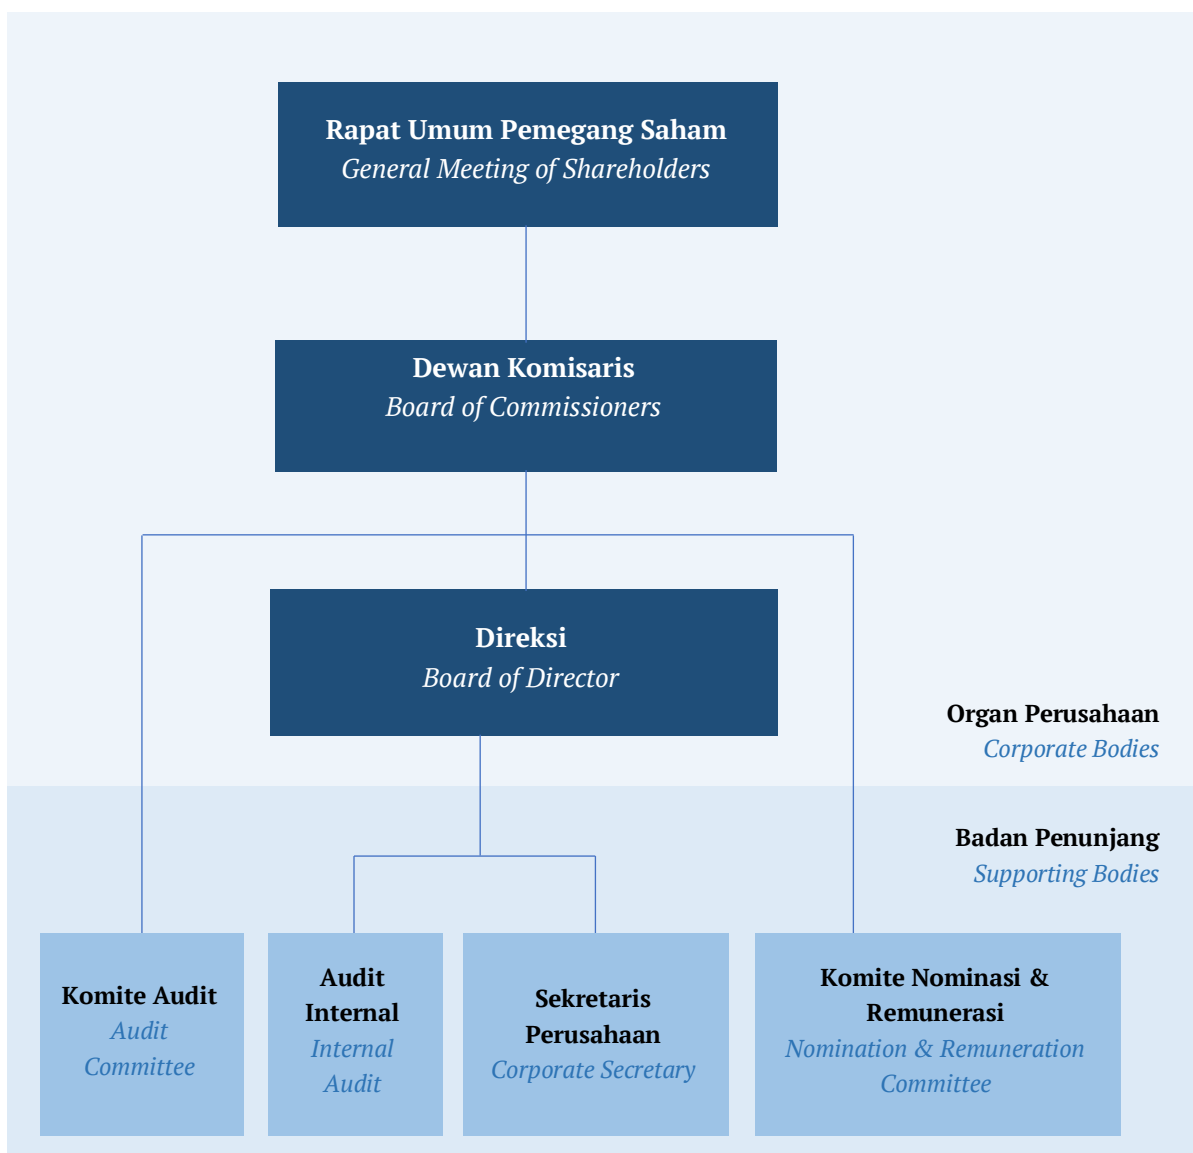 Rapat Umum Pemegang Saham
General Meeting of Shareholders
Dewan Komisaris
Board of Commissioners
Direksi
Board of Director
Organ Perusahaan
Corporate Bodies
Badan Penunjang
Supporting Bodies
Komite Audit
Audit
Committee
Audit
Internal
Internal
Audit
Sekretaris
Perusahaan
Corporate Secretary
Komite Nominasi &
Remunerasi
Nomination & Remuneration
Committee